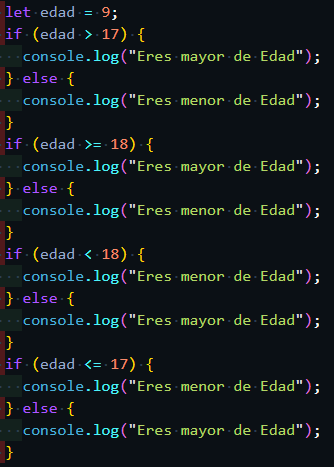 let edad = 9;
if (edad > 17) {
  console.log("Eres mayor de Edad");
} else {
  console.log("Eres menor de Edad");
}
if (edad >= 18) {
  console.log("Eres mayor de Edad");
} else {
  console.log("Eres menor de Edad");
}
if (edad < 18) {
  console.log("Eres menor de Edad");
} else {
  console.log("Eres mayor de Edad");
}
if (edad <= 17) {
  console.log("Eres menor de Edad");
} else {
  console.log("Eres mayor de Edad");
}